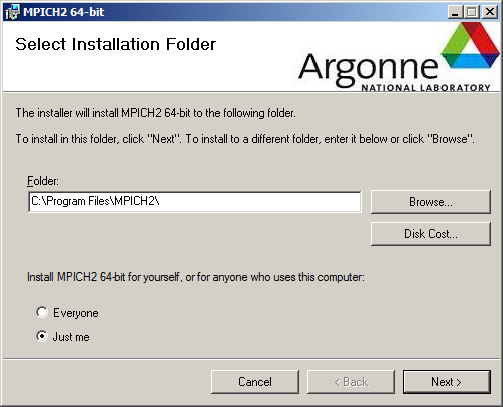 MPICH2 64-bit
Select Installation Folder
Argonne
NATIONAL LABORATORY
The installer will install MPICH2 64-bit to the following folder.
To install in this folder, click "Next". To install to a different folder, enter it below or click "Browse".
Folder:
C:\Program Files\MPICH2\
Browse...
Disk Cost...
Install MPICH2 64-bit for yourself, or for anyone who uses this computer:
Everyone
Just me
Cancel
< Back
Next >